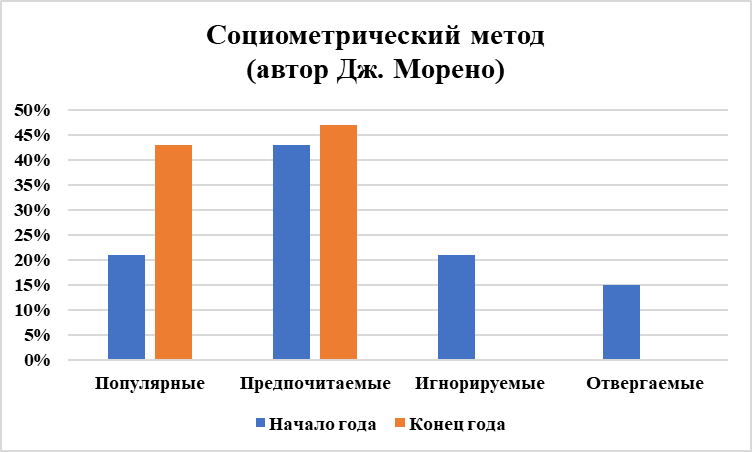 Социометрический метод
(автор Дж. Морено)
50%
45%
40%
35%
30%
25%
20%
15%
10%
5%
0%
Популярные Предпочитаемые Игнорируемые Отвергаемые
Начало года Конец года